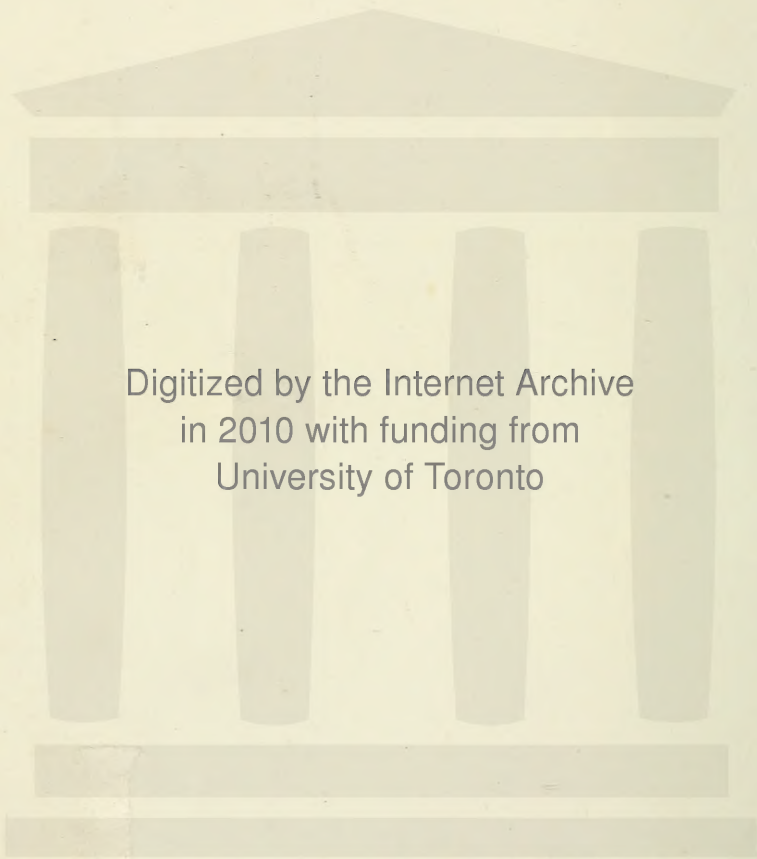 Digitized by the Internet Archive
in 2010 with funding from
University of Toronto